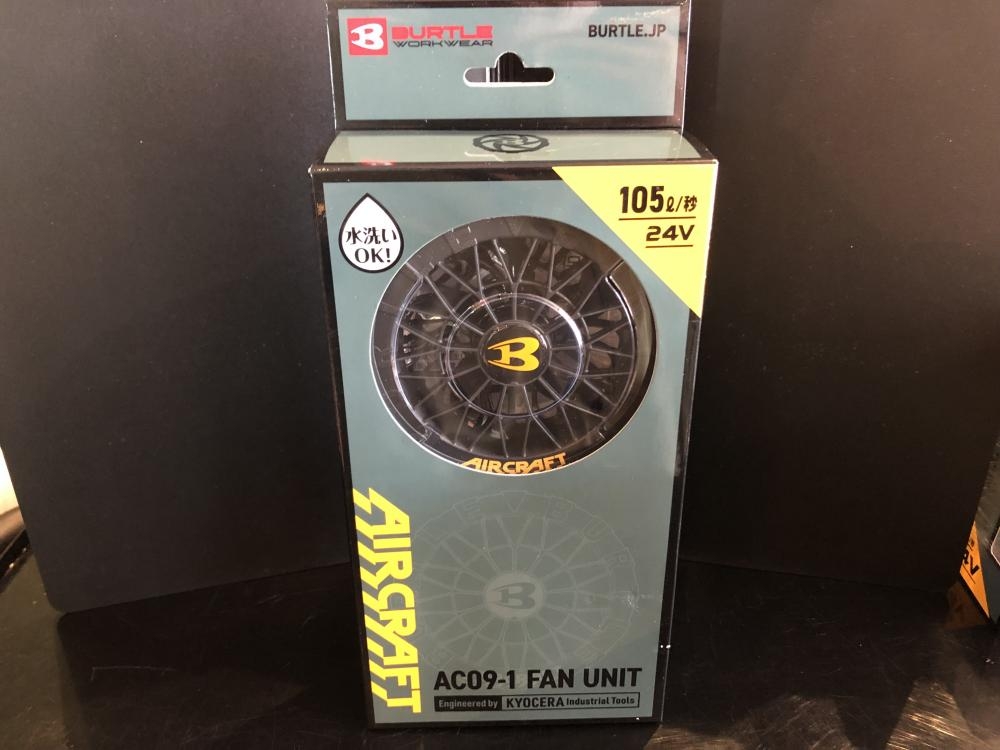 BURTLE
WORKWEAR
BURTLE.JP
105ℓ/秒
24V
水洗い
OK!
B
AIRCRAFT
AIRCRAFT
B
AC09-1 FAN UNIT
Engineered by KYOCERA Industrial Tools